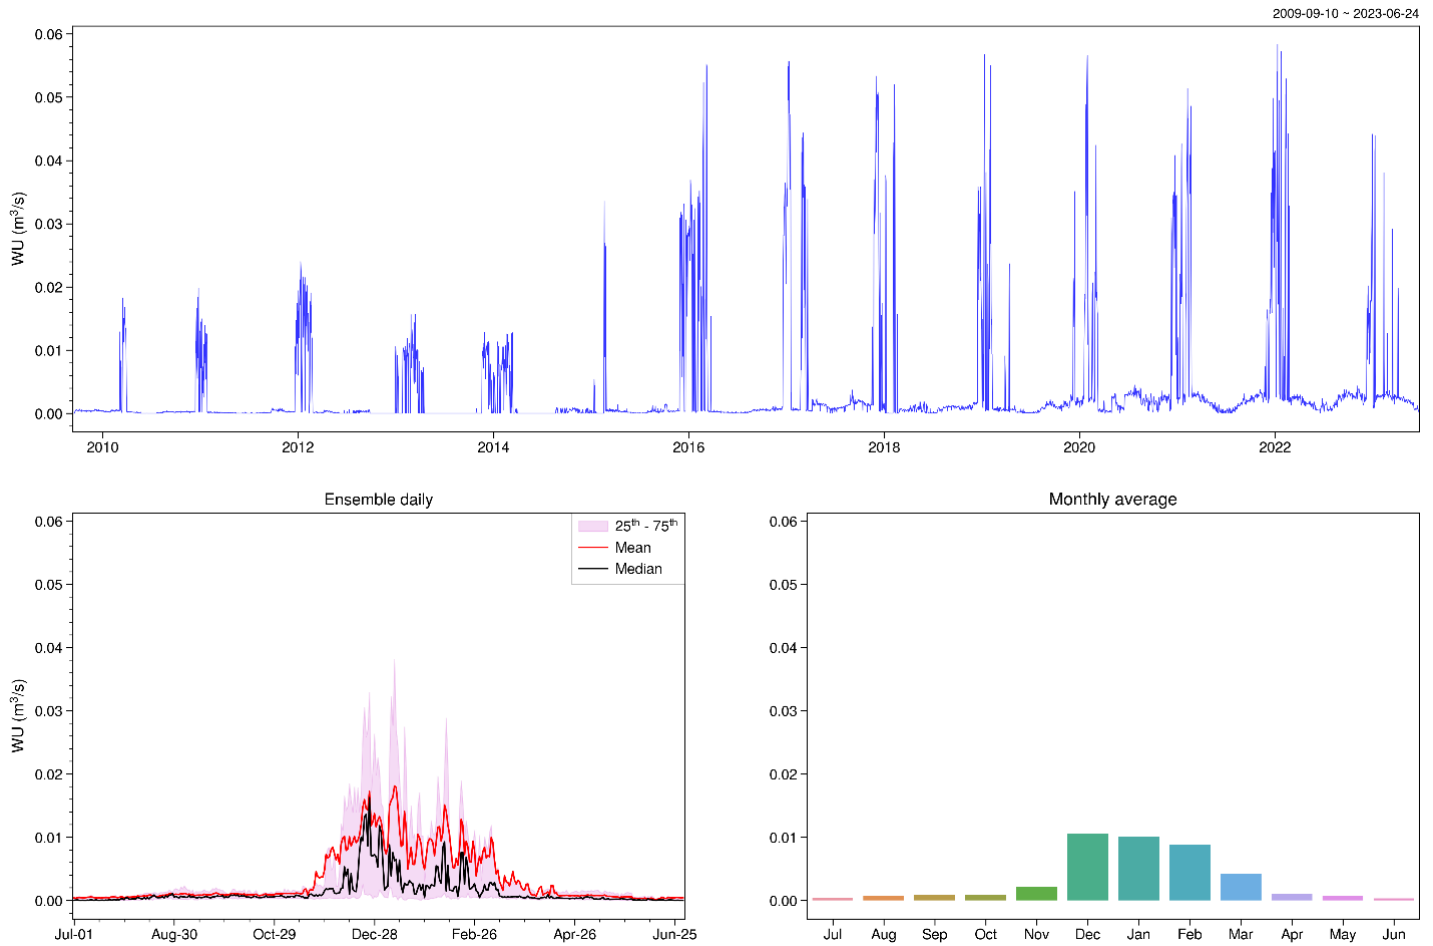 2009-09-10 ~ 2023-06-24
WU (m³/s)
0.06
0.05
0.04
0.03
0.02
0.01
0.00
2010 2012 2014 2016 2018 2020 2022
Ensemble daily
WU (m³/s)
0.06
0.05
0.04
0.03
0.02
0.01
0.00
25th - 75th
Mean
Median
Jul-01 Aug-30 Oct-29 Dec-28 Feb-26 Apr-26 Jun-25
Monthly average
0.06
0.05
0.04
0.03
0.02
0.01
0.00
Jul Aug Sep Oct Nov Dec Jan Feb Mar Apr May Jun